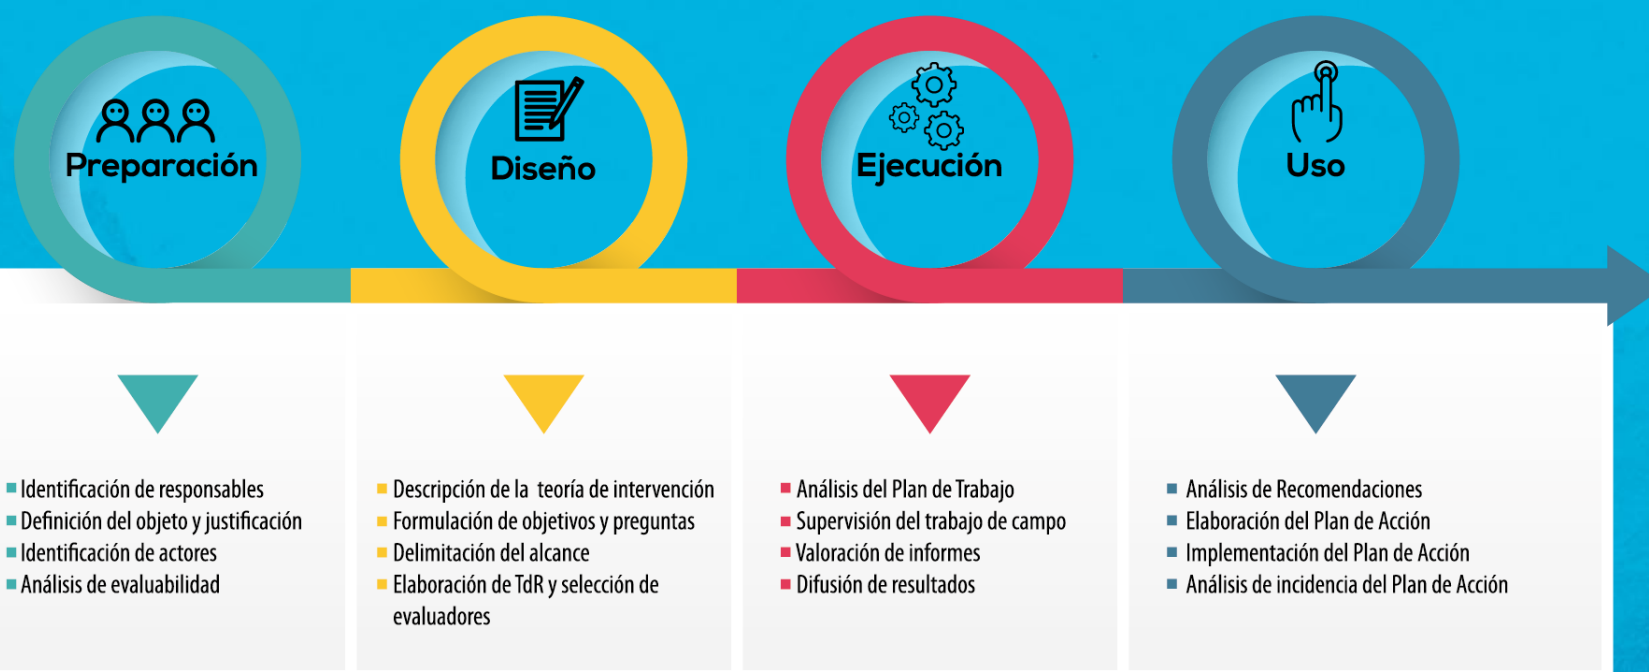 Preparación
Diseño
Ejecución
Uso
Identificación de responsables
Definición del objeto y justificación
Identificación de actores
Análisis de evaluabilidad
Descripción de la teoría de intervención
Formulación de objetivos y preguntas
Delimitación del alcance
Elaboración de TdR y selección de
evaluadores
Análisis del Plan de Trabajo
Supervisión del trabajo de campo
Valoración de informes
Difusión de resultados
Análisis de Recomendaciones
Elaboración del Plan de Acción
Implementación del Plan de Acción
Análisis de incidencia del Plan de Acción